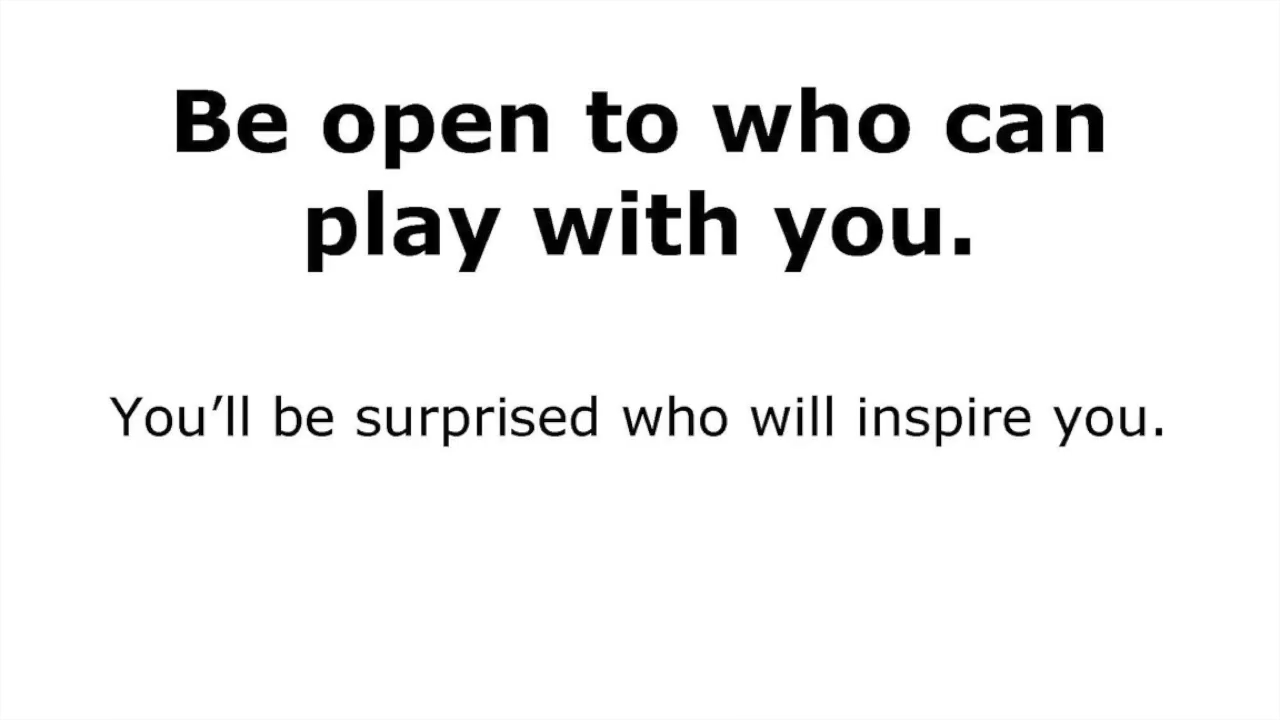 Be open to who can
play with you.
You’ll be surprised who will inspire you.